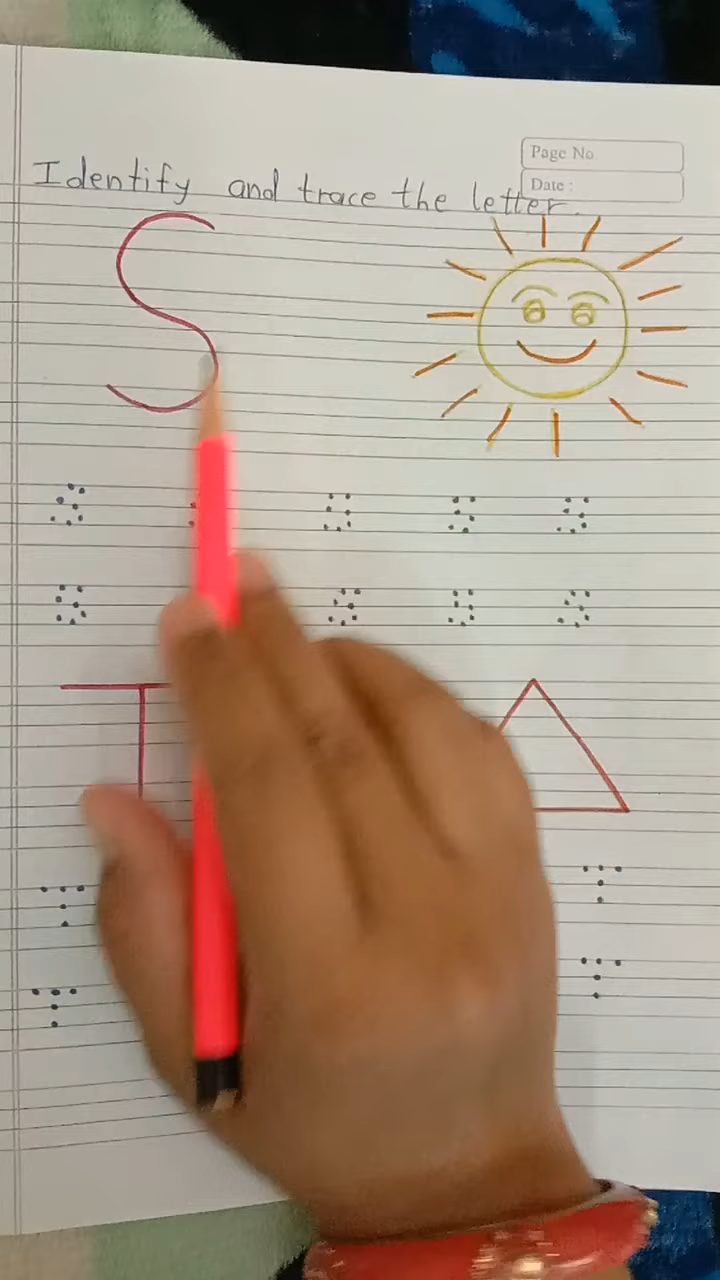 Page No.
Date :
Identify and trace the letter.
S
S S S S
S S S S
T
T T
T T